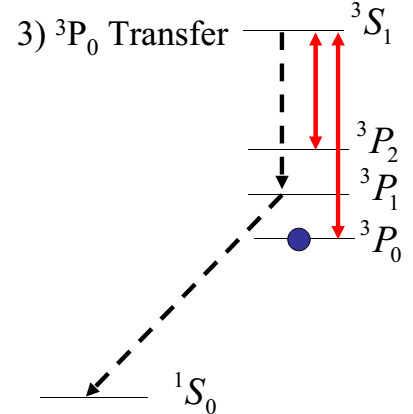 3) ³P₀ Transfer
³S₁
³P₂
³P₁
³P₀
¹S₀